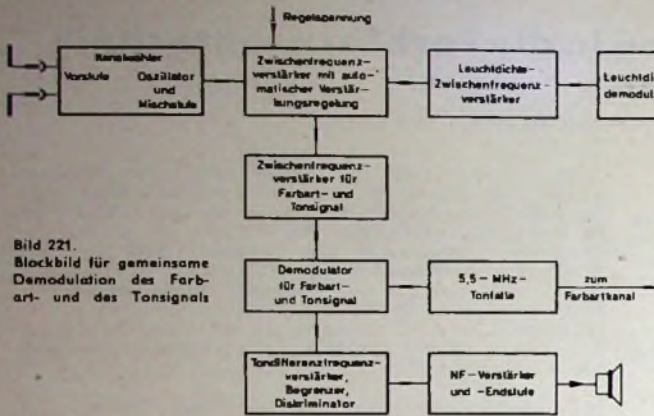 Regelspannung
Kanalwähler
Vorstufe Oszillator
und
Mischstufe
Zwischenfrequenz-
verstärker mit auto-
matischer Verstär-
kungsregelung
Leuchtdichte-
Zwischenfrequenz-
verstärker
Leuchtdic
demodul
Zwischenfrequenz-
verstärker für
Farbart- und
Tonsignal
Bild 221.
Blockbild für gemeinsame
Demodulation des Farb-
art- und des Tonsignals
Demodulator
für Farbart-
und Tonsignal
5,5-MHz-
Tonfalle
zum
Farbartkanal
Tondifferenzfrequenz-
verstärker,
Begrenzer,
Diskriminator
NF-Verstärker
und -Endstufe